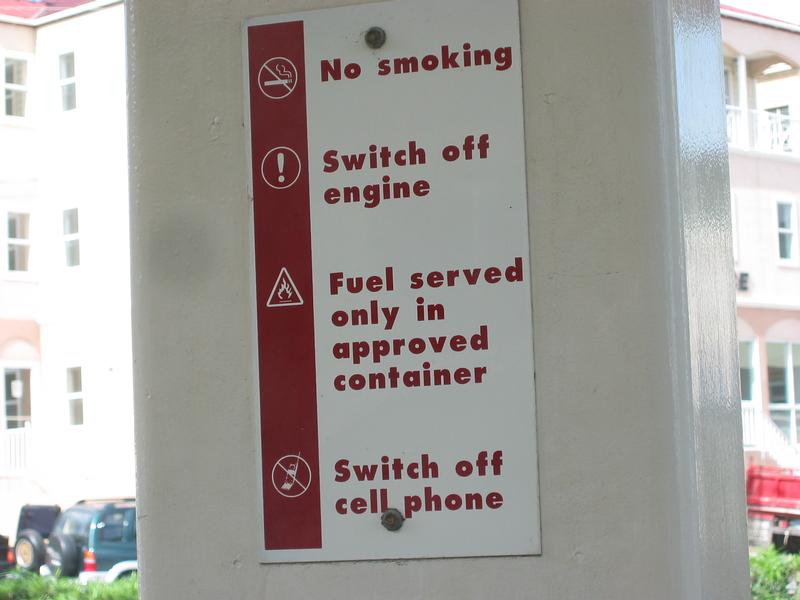 No smoking
Switch off
engine
Fuel served
only in
approved
container
Switch off
cell phone